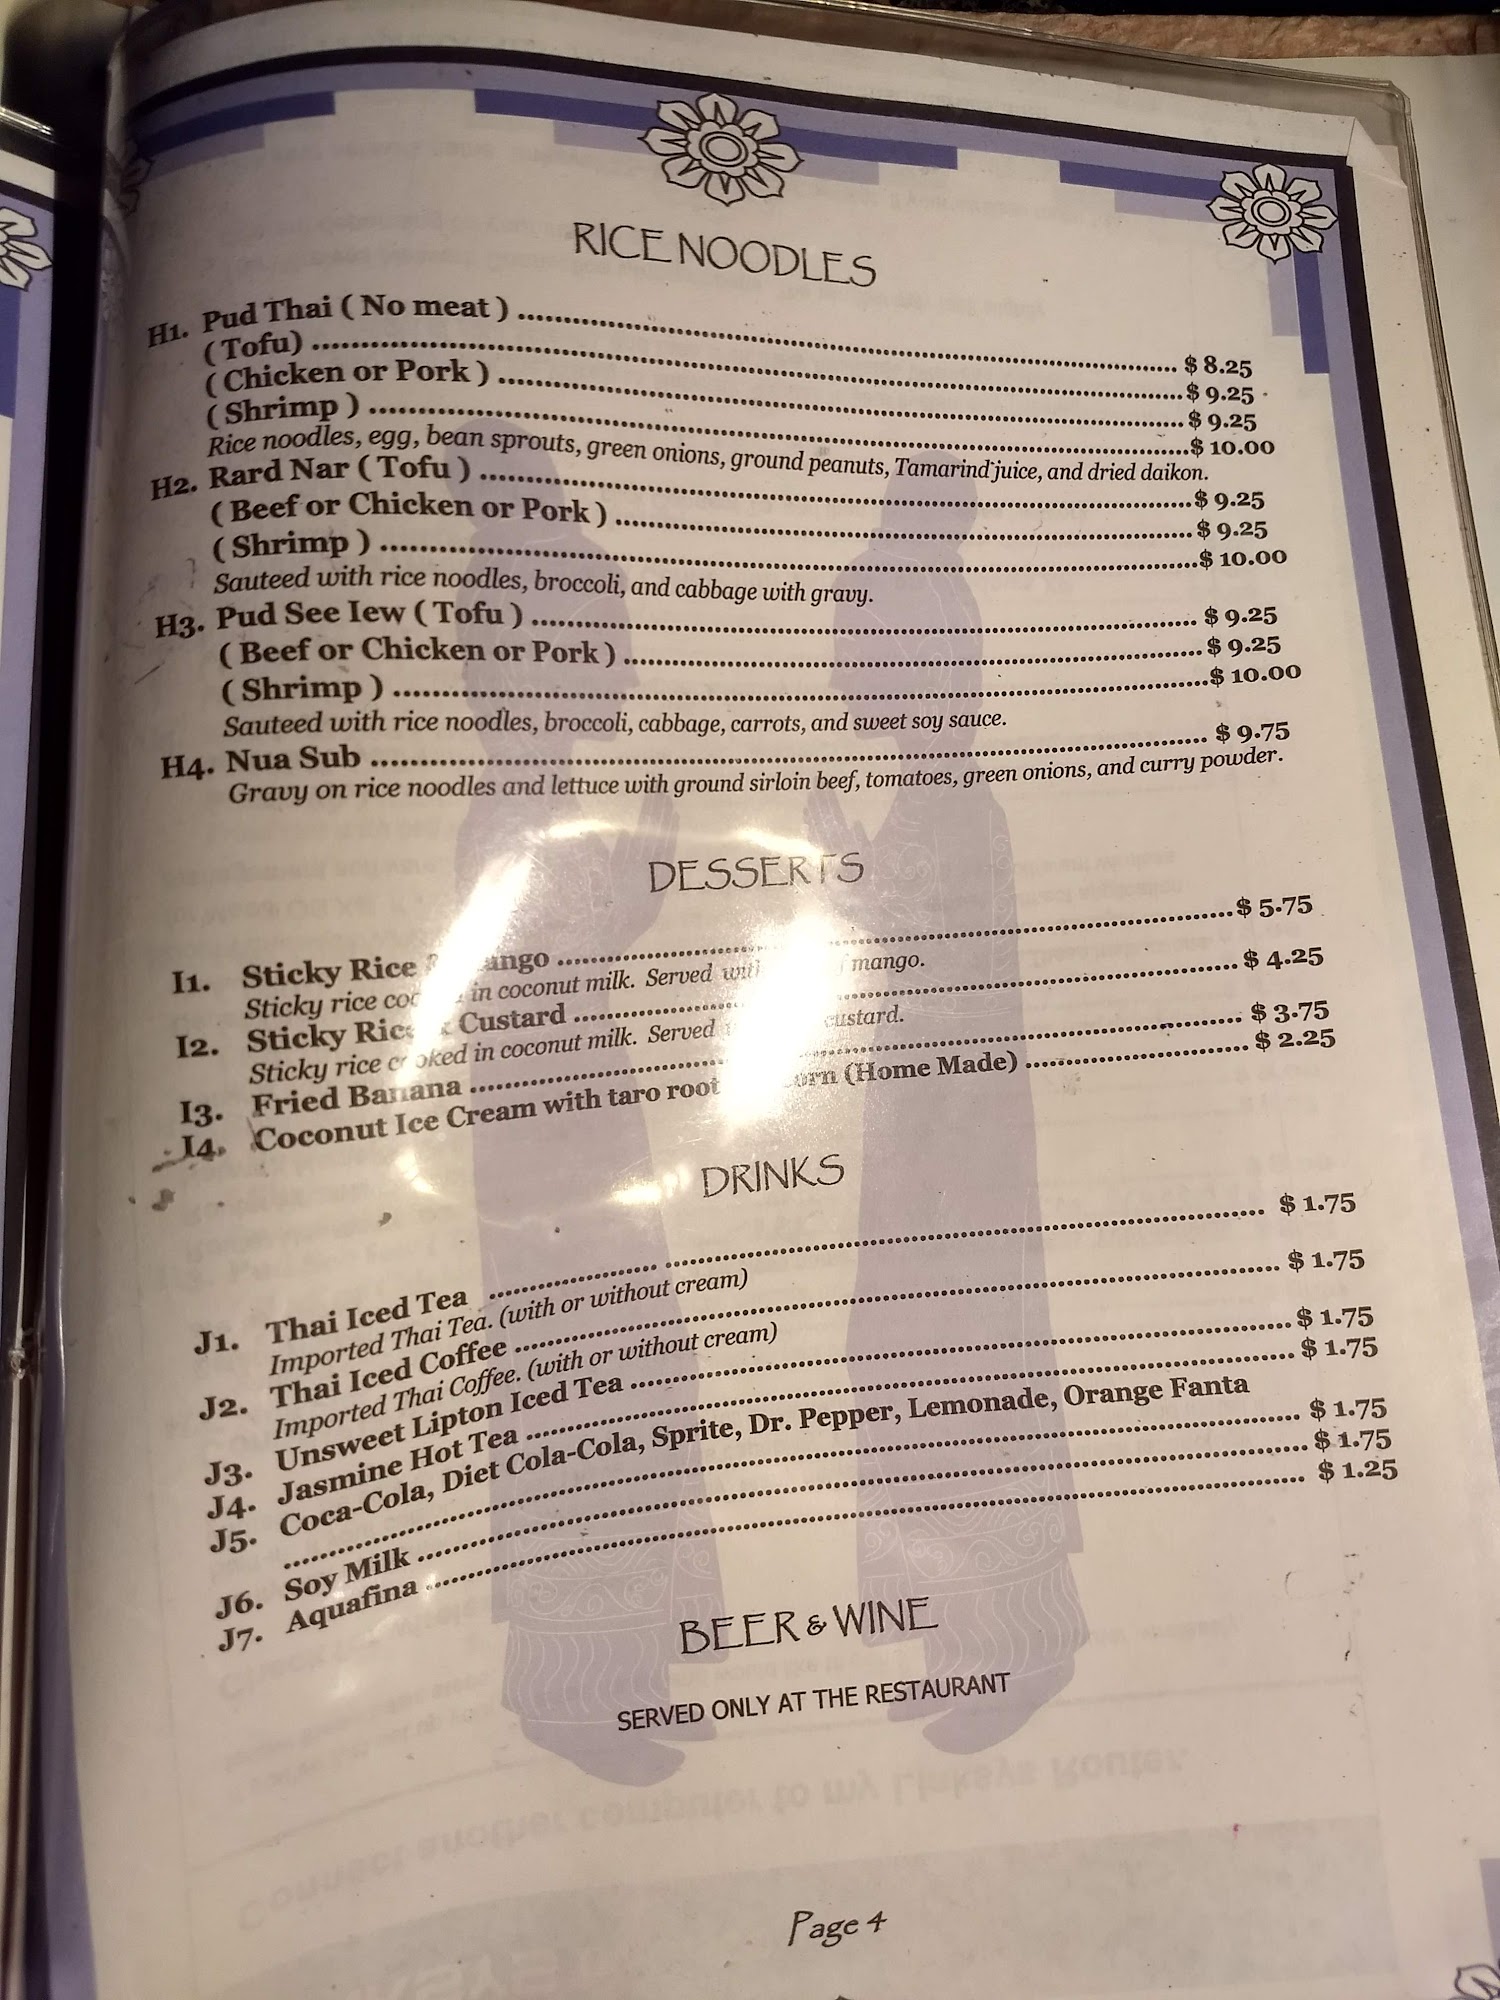 RICE NOODLES
H1. Pud Thai ( No meat ) $ 8.25
( Tofu) $ 9.25
( Chicken or Pork ) $ 9.25
( Shrimp ) $ 10.00
Rice noodles, egg, bean sprouts, green onions, ground peanuts, Tamarind juice, and dried daikon.
H2. Rard Nar ( Tofu ) $ 9.25
( Beef or Chicken or Pork ) $ 9.25
( Shrimp ) $ 10.00
Sauteed with rice noodles, broccoli, and cabbage with gravy.
H3. Pud See Iew ( Tofu ) $ 9.25
( Beef or Chicken or Pork ) $ 9.25
( Shrimp ) $ 10.00
Sauteed with rice noodles, broccoli, cabbage, carrots, and sweet soy sauce.
H4. Nua Sub $ 9.75
Gravy on rice noodles and lettuce with ground sirloin beef, tomatoes, green onions, and curry powder.
DESSERTS
I1. Sticky Rice Mango $ 5.75
Sticky rice cooked in coconut milk. Served with mango.
I2. Sticky Rice & Custard $ 4.25
Sticky rice cooked in coconut milk. Served custard.
I3. Fried Banana $ 3.75
I4. Coconut Ice Cream with taro root corn (Home Made) $ 2.25
DRINKS
J1. Thai Iced Tea $ 1.75
Imported Thai Tea. (with or without cream)
J2. Thai Iced Coffee $ 1.75
Imported Thai Coffee. (with or without cream)
J3. Unsweet Lipton Iced Tea $ 1.75
J4. Jasmine Hot Tea $ 1.75
J5. Coca-Cola, Diet Cola-Cola, Sprite, Dr. Pepper, Lemonade, Orange Fanta
$ 1.75
J6. Soy Milk $ 1.75
J7. Aquafina $ 1.25
BEER & WINE
SERVED ONLY AT THE RESTAURANT
Page 4